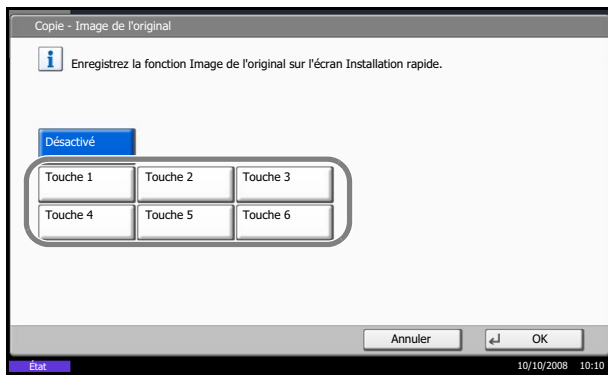 Copie - Image de l'original
Enregistrez la fonction Image de l'original sur l'écran Installation rapide.
Désactivé
Touche 1 Touche 2 Touche 3
Touche 4 Touche 5 Touche 6
Annuler OK
État 10/10/2008 10:10